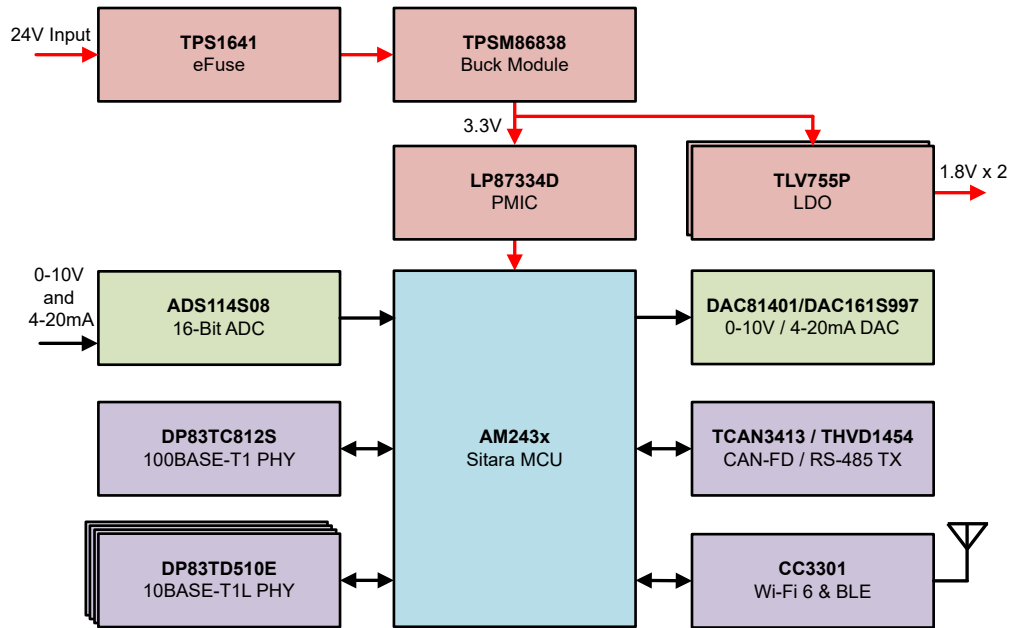 24V Input
TPS1641
eFuse
TPSM86838
Buck Module
3.3V
LP87334D
PMIC
TLV755P
LDO
1.8V x 2
0-10V
and
4-20mA
ADS114S08
16-Bit ADC
AM243x
Sitara MCU
DAC81401/DAC161S997
0-10V / 4-20mA DAC
DP83TC812S
100BASE-T1 PHY
TCAN3413 / THVD1454
CAN-FD / RS-485 TX
DP83TD510E
10BASE-T1L PHY
CC3301
Wi-Fi 6 & BLE